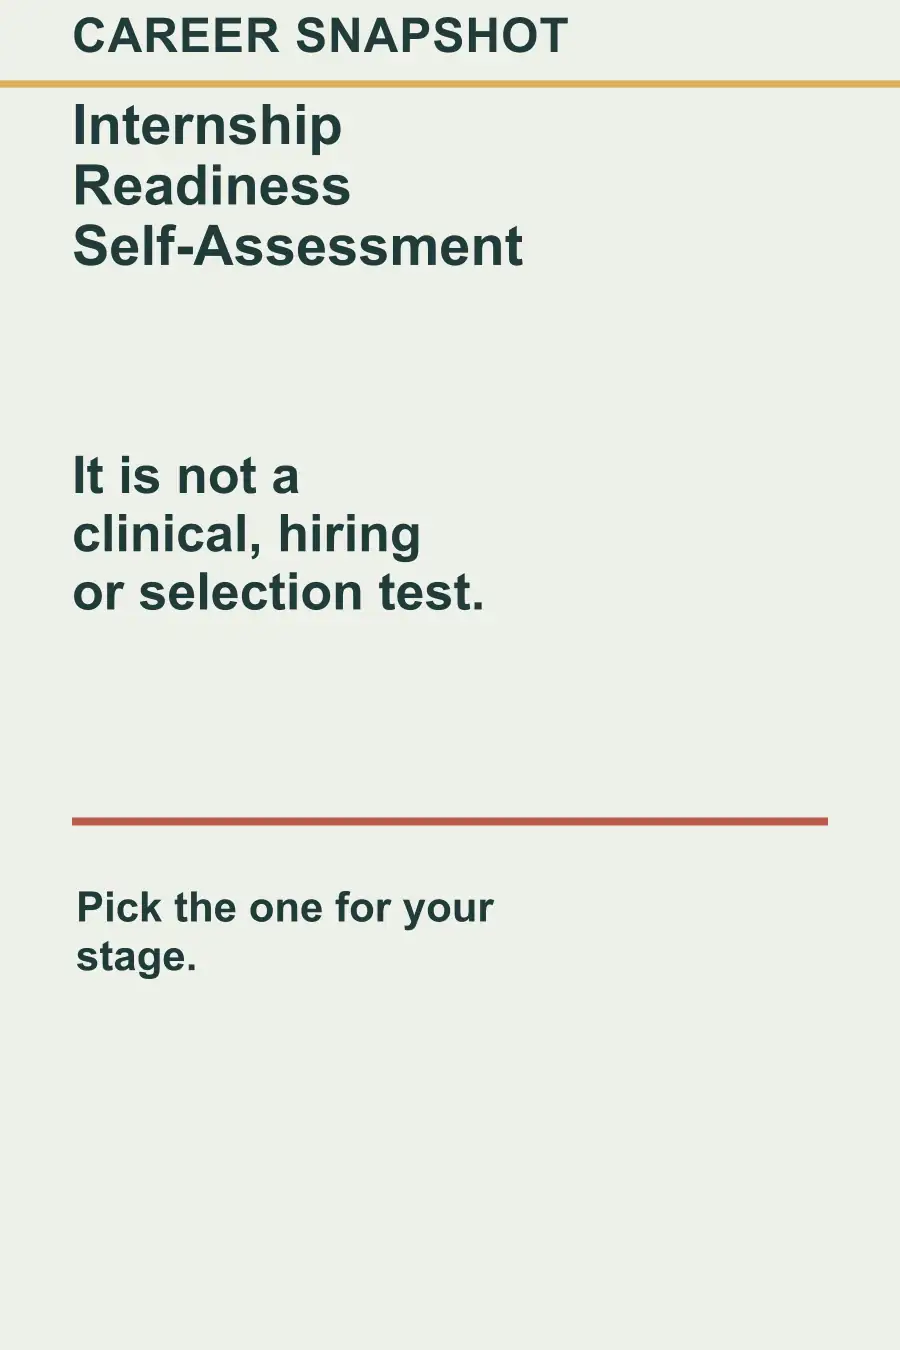 CAREER SNAPSHOT
Internship
Readiness
Self-Assessment
It is not a
clinical, hiring
or selection test.
Pick the one for your
stage.